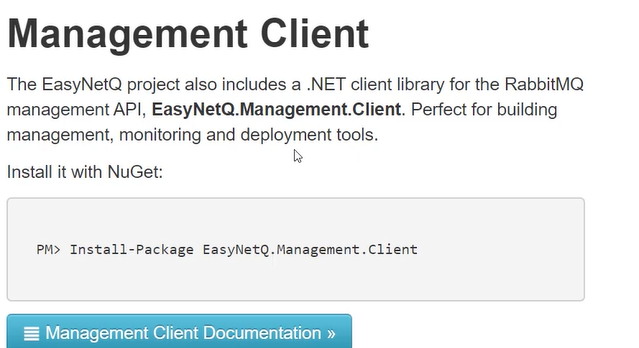 Management Client
The EasyNetQ project also includes a .NET client library for the RabbitMQ
management API, EasyNetQ.Management.Client. Perfect for building
management, monitoring and deployment tools.
Install it with NuGet:
PM> Install-Package EasyNetQ.Management.Client
Management Client Documentation »